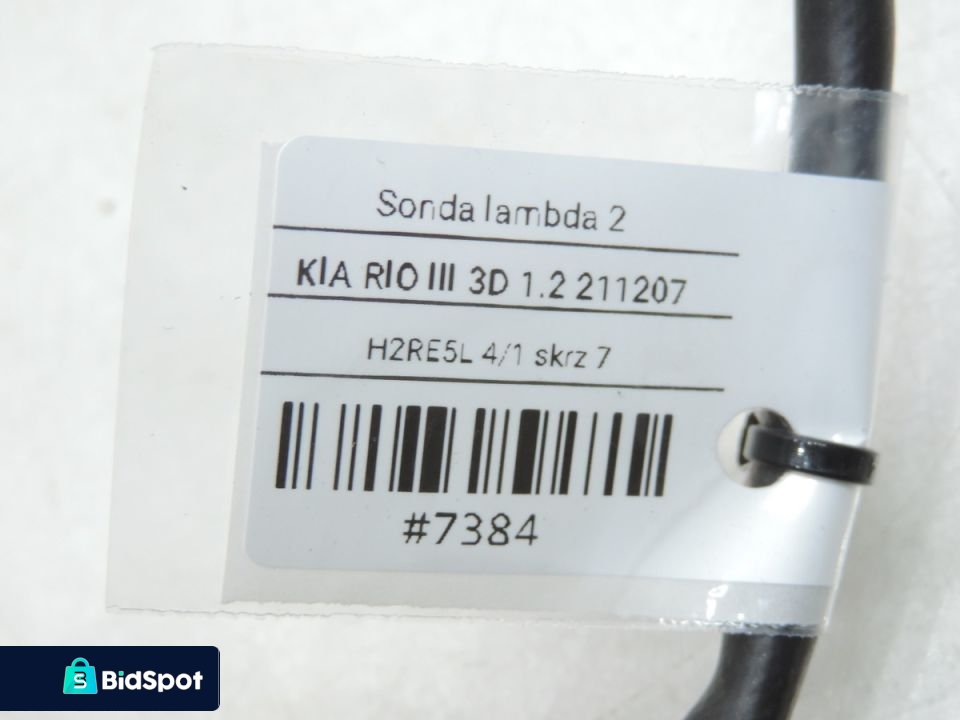 Sonda lambda 2
KIA RIO III 3D 1.2 211207
H2RE5L 4/1 skrz 7
#7384
S BidSpot